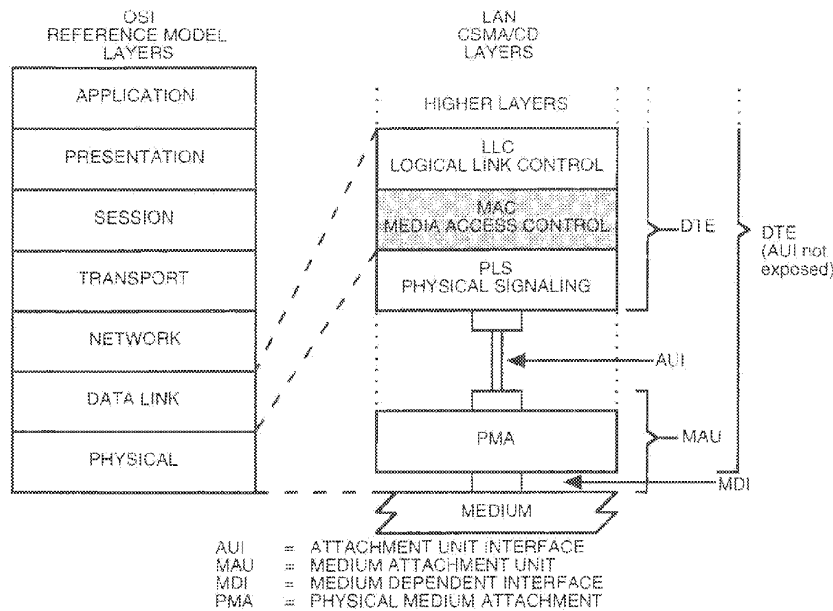 OSI
REFERENCE MODEL
LAYERS
APPLICATION
PRESENTATION
SESSION
TRANSPORT
NETWORK
DATA LINK
PHYSICAL
LAN
CSMA/CD
LAYERS
HIGHER LAYERS
LLC
LOGICAL LINK CONTROL
MAC
MEDIA ACCESS CONTROL
PLS
PHYSICAL SIGNALING
PMA
MEDIUM
DTE
DTE
(AUI not
exposed)
AUI
MAU
MDI
AUI = ATTACHMENT UNIT INTERFACE
MAU = MEDIUM ATTACHMENT UNIT
MDI = MEDIUM DEPENDENT INTERFACE
PMA = PHYSICAL MEDIUM ATTACHMENT